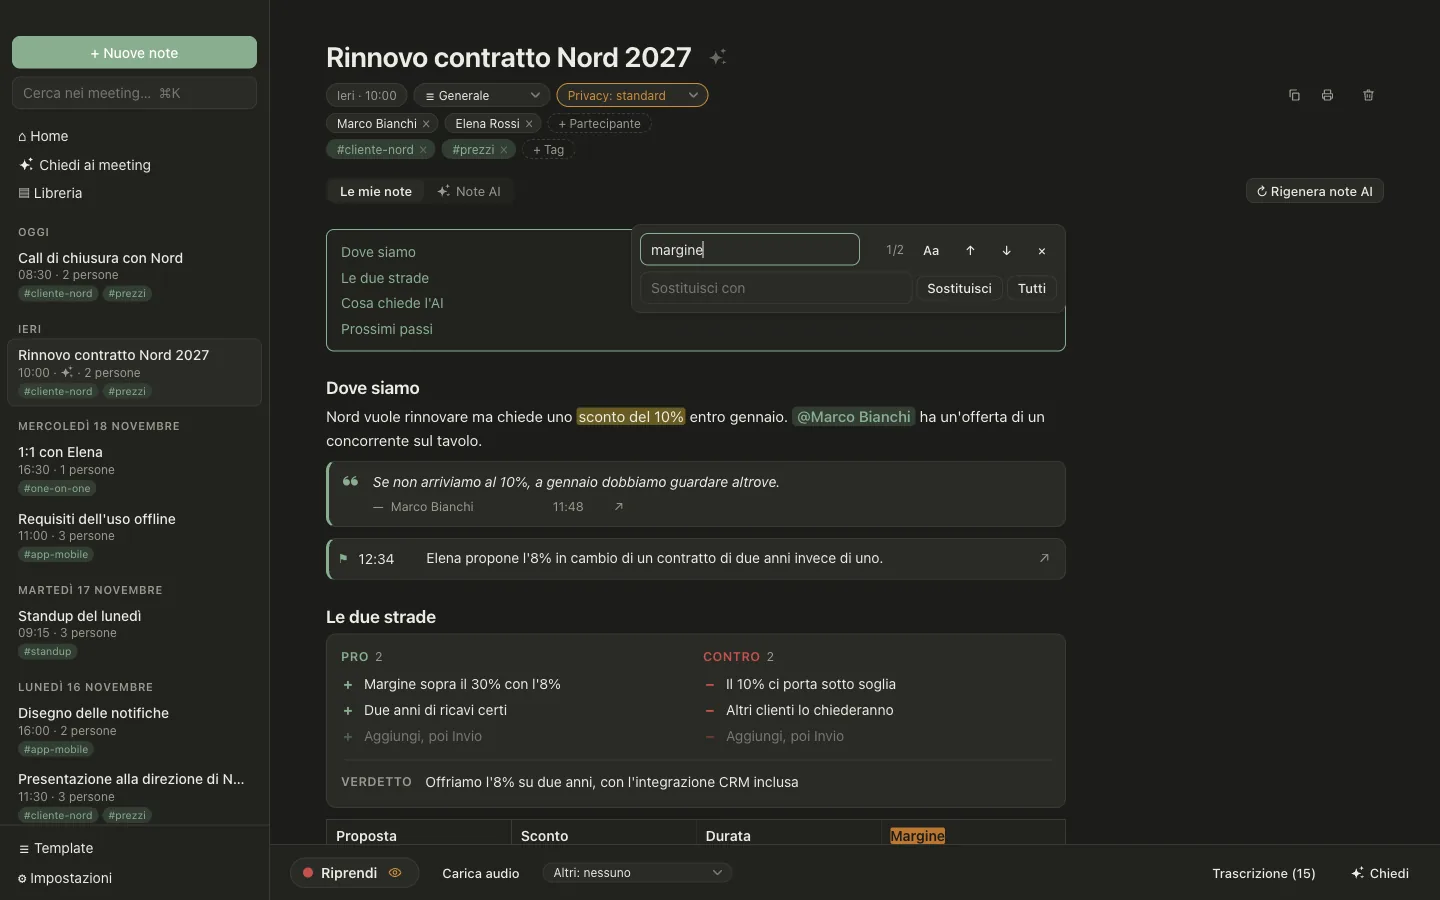 + Nuove note
Cerca nei meeting... ⌘K
Home
Chiedi ai meeting
Libreria
OGGI
Call di chiusura con Nord
08:30 · 2 persone
#cliente-nord #prezzi
IERI
Rinnovo contratto Nord 2027
10:00 · · 2 persone
#cliente-nord #prezzi
MERCOLEDÌ 18 NOVEMBRE
1:1 con Elena
16:30 · 1 persone
#one-on-one
Requisiti dell'uso offline
11:00 · 3 persone
#app-mobile
MARTEDÌ 17 NOVEMBRE
Standup del lunedì
09:15 · 3 persone
#standup
LUNEDÌ 16 NOVEMBRE
Disegno delle notifiche
16:00 · 2 persone
#app-mobile
Presentazione alla direzione di N...
11:30 · 3 persone
#cliente-nord #prezzi
Template
Impostazioni
Rinnovo contratto Nord 2027
Ieri · 10:00 Generale Privacy: standard
Marco Bianchi × Elena Rossi × + Partecipante
#cliente-nord × #prezzi × + Tag
Le mie note Note AI Rigenera note AI
margine 1/2 Aa ↑ ↓ ×
Sostituisci con Sostituisci Tutti
Dove siamo
Le due strade
Cosa chiede l'AI
Prossimi passi
Dove siamo
Nord vuole rinnovare ma chiede uno sconto del 10% entro gennaio. @Marco Bianchi ha un'offerta di un
concorrente sul tavolo.
Se non arriviamo al 10%, a gennaio dobbiamo guardare altrove.
— Marco Bianchi 11:48 ↗
12:34 Elena propone l'8% in cambio di un contratto di due anni invece di uno. ↗
Le due strade
PRO 2 CONTRO 2
+ Margine sopra il 30% con l'8% − Il 10% ci porta sotto soglia
+ Due anni di ricavi certi − Altri clienti lo chiederanno
+ Aggiungi, poi Invio − Aggiungi, poi Invio
VERDETTO Offriamo l'8% su due anni, con l'integrazione CRM inclusa
Proposta Sconto Durata Margine
Riprendi Carica audio Altri: nessuno Trascrizione (15) Chiedi